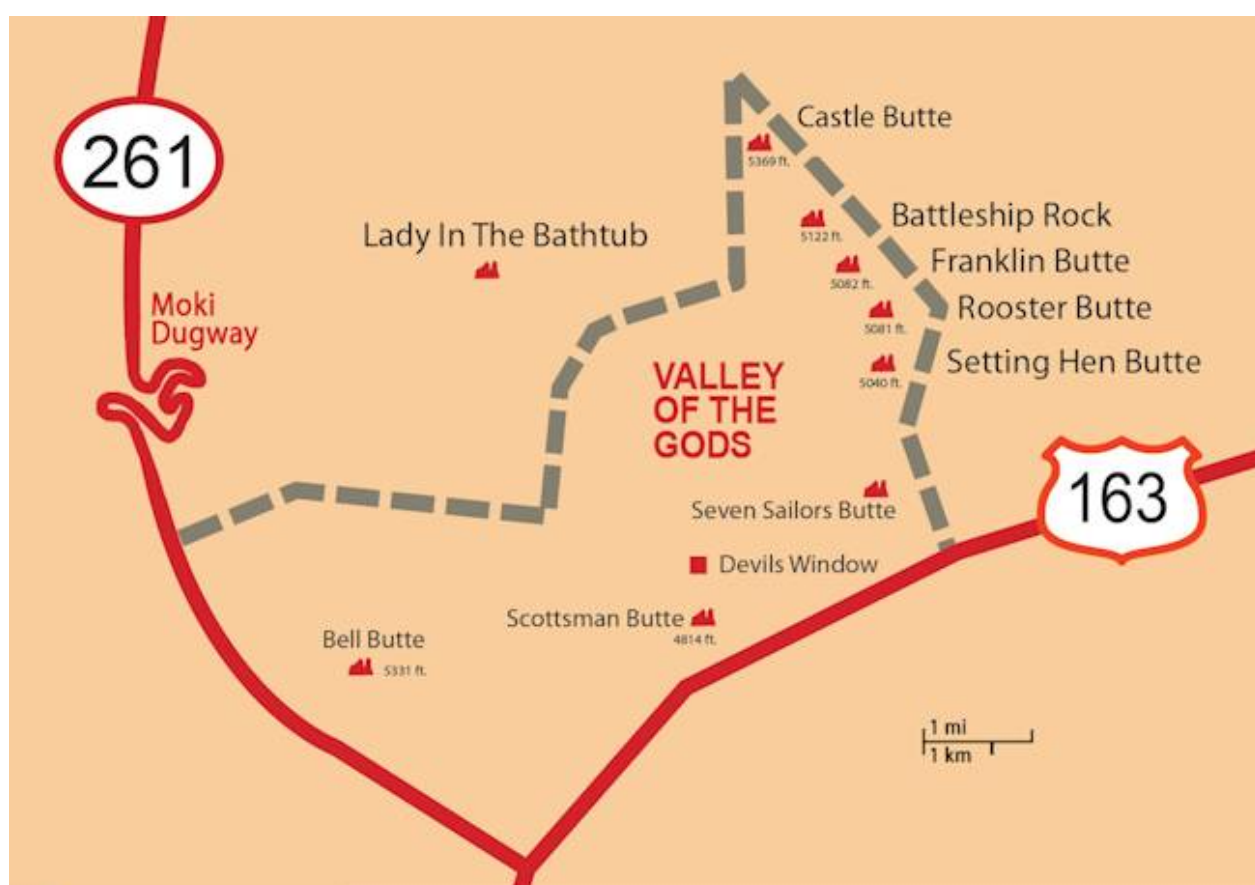 Castle Butte
5369 ft.
261
Battleship Rock
5122 ft.
Lady In The Bathtub
Franklin Butte
5082 ft.
Moki
Dugway
Rooster Butte
5081 ft.
Setting Hen Butte
5040 ft.
VALLEY
OF THE
GODS
163
Seven Sailors Butte
Devils Window
Scottsman Butte
4814 ft.
Bell Butte
5331 ft.
1 mi
1 km